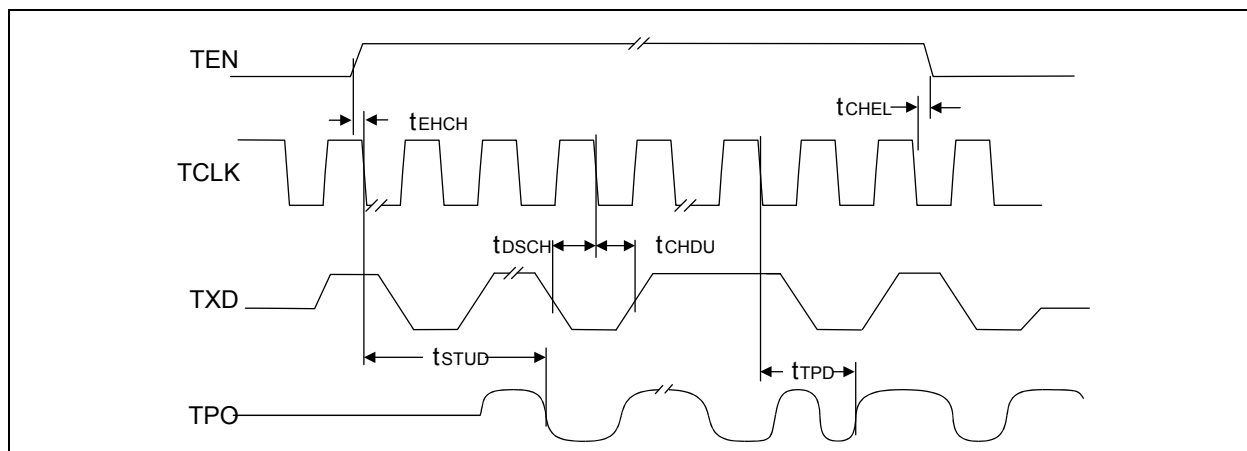 TEN
tEHCH
tCHEL
TCLK
tDSCH
tCHDU
TXD
tSTUD
tTPD
TPO